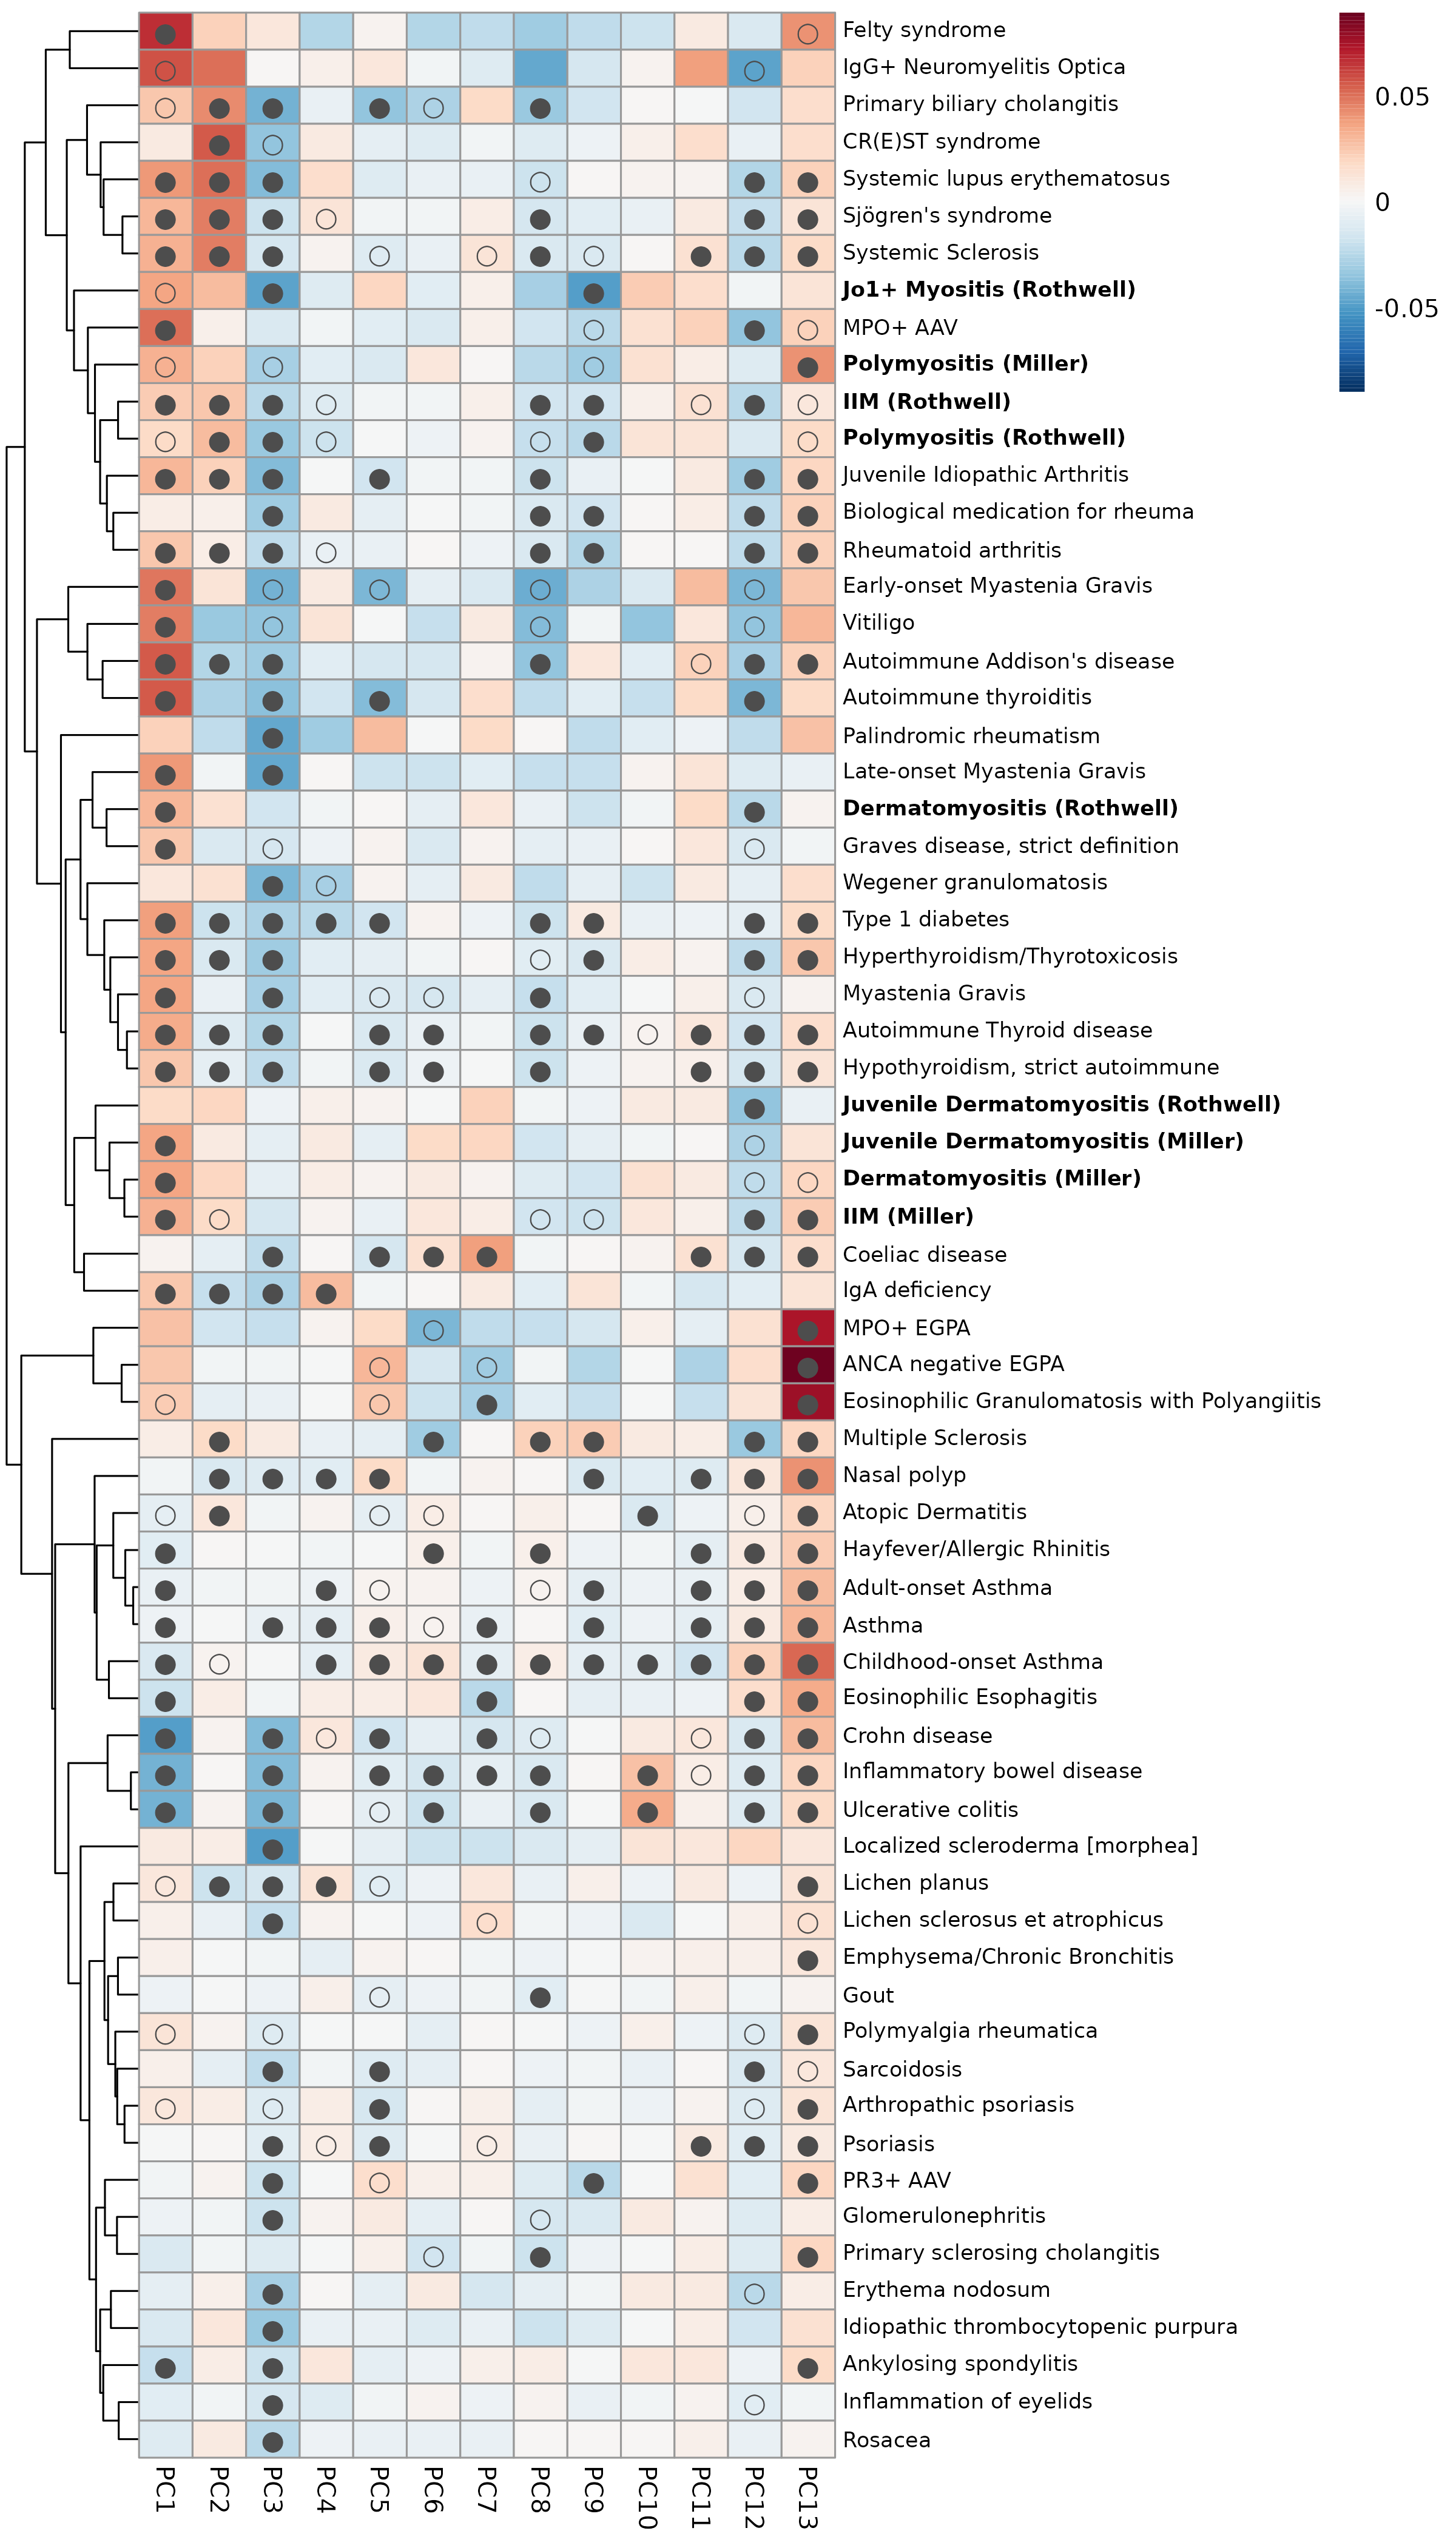 Felty syndrome
IgG+ Neuromyelitis Optica
Primary biliary cholangitis
CR(E)ST syndrome
Systemic lupus erythematosus
Sjögren's syndrome
Systemic Sclerosis
Jo1+ Myositis (Rothwell)
MPO+ AAV
Polymyositis (Miller)
IIM (Rothwell)
Polymyositis (Rothwell)
Juvenile Idiopathic Arthritis
Biological medication for rheuma
Rheumatoid arthritis
Early-onset Myastenia Gravis
Vitiligo
Autoimmune Addison's disease
Autoimmune thyroiditis
Palindromic rheumatism
Late-onset Myastenia Gravis
Dermatomyositis (Rothwell)
Graves disease, strict definition
Wegener granulomatosis
Type 1 diabetes
Hyperthyroidism/Thyrotoxicosis
Myastenia Gravis
Autoimmune Thyroid disease
Hypothyroidism, strict autoimmune
Juvenile Dermatomyositis (Rothwell)
Juvenile Dermatomyositis (Miller)
Dermatomyositis (Miller)
IIM (Miller)
Coeliac disease
IgA deficiency
MPO+ EGPA
ANCA negative EGPA
Eosinophilic Granulomatosis with Polyangiitis
Multiple Sclerosis
Nasal polyp
Atopic Dermatitis
Hayfever/Allergic Rhinitis
Adult-onset Asthma
Asthma
Childhood-onset Asthma
Eosinophilic Esophagitis
Crohn disease
Inflammatory bowel disease
Ulcerative colitis
Localized scleroderma [morphea]
Lichen planus
Lichen sclerosus et atrophicus
Emphysema/Chronic Bronchitis
Gout
Polymyalgia rheumatica
Sarcoidosis
Arthropathic psoriasis
Psoriasis
PR3+ AAV
Glomerulonephritis
Primary sclerosing cholangitis
Erythema nodosum
Idiopathic thrombocytopenic purpura
Ankylosing spondylitis
Inflammation of eyelids
Rosacea
PC1
PC2
PC3
PC4
PC5
PC6
PC7
PC8
PC9
PC10
PC11
PC12
PC13
0.05
0
-0.05